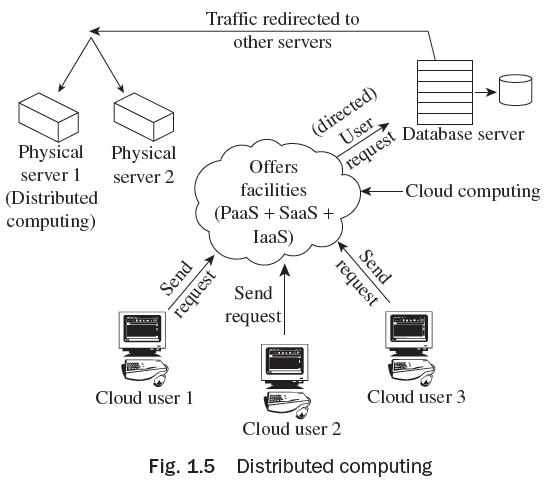 Traffic redirected to
other servers
(directed)
User
request
Database server
Physical
server 1
(Distributed
computing)
Physical
server 2
Offers
facilities
(PaaS + SaaS +
IaaS)
Cloud computing
Send
request
Send
request
Send
request
Cloud user 1
Cloud user 2
Cloud user 3
Fig. 1.5 Distributed computing